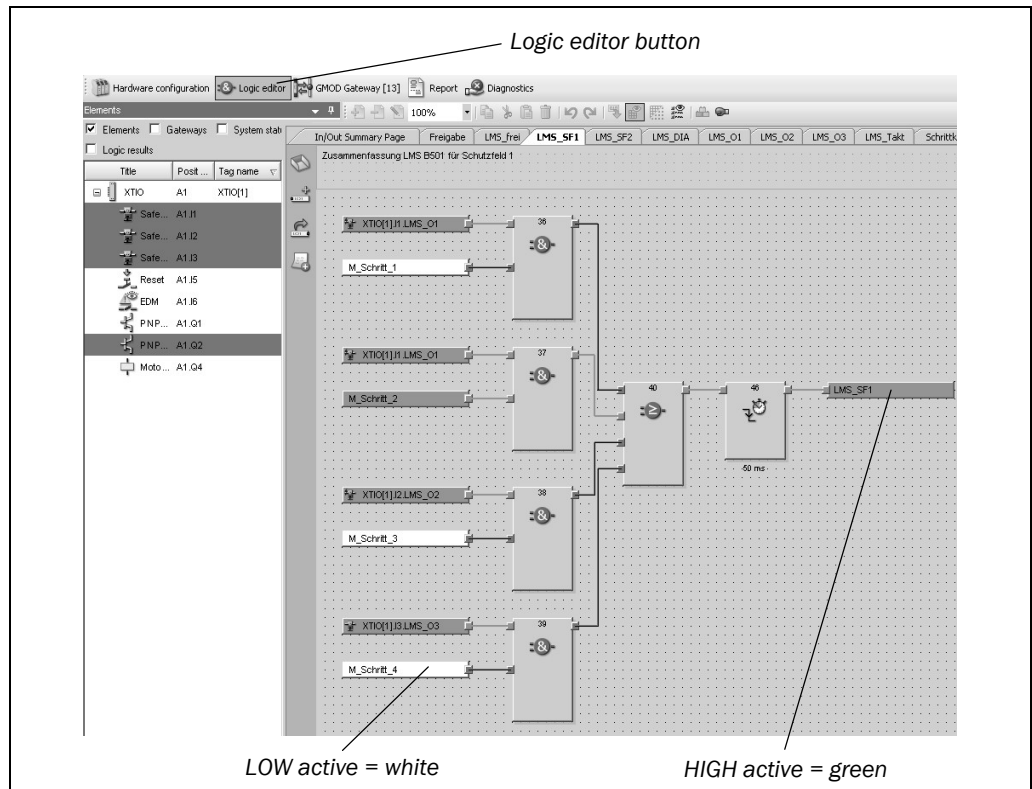 Logic editor button
Hardware configuration Logic editor GMOD Gateway [13] Report Diagnostics
Elements 100%
Elements Gateways System stat
Logic results
In/Out Summary Page Freigabe LMS_frei LMS_SF1 LMS_SF2 LMS_DIA LMS_O1 LMS_O2 LMS_O3 LMS_Takt Schrittk
Zusammenfassung LMS B501 für Schutzfeld 1
Title Posit ... Tag name
XTIO A1 XTIO[1]
Safe... A1.I1
Safe... A1.I2
Safe... A1.I3
Reset A1.I5
EDM A1.I6
PNP... A1.Q1
PNP... A1.Q2
Moto... A1.Q4
XTIO[1].I1.LMS_O1
36
&
M_Schritt_1
XTIO[1].I1.LMS_O1
37
&
M_Schritt_2
40
≥
46
50 ms
LMS_SF1
XTIO[1].I2.LMS_O2
38
&
M_Schritt_3
XTIO[1].I3.LMS_O3
39
&
M_Schritt_4
LOW active = white
HIGH active = green